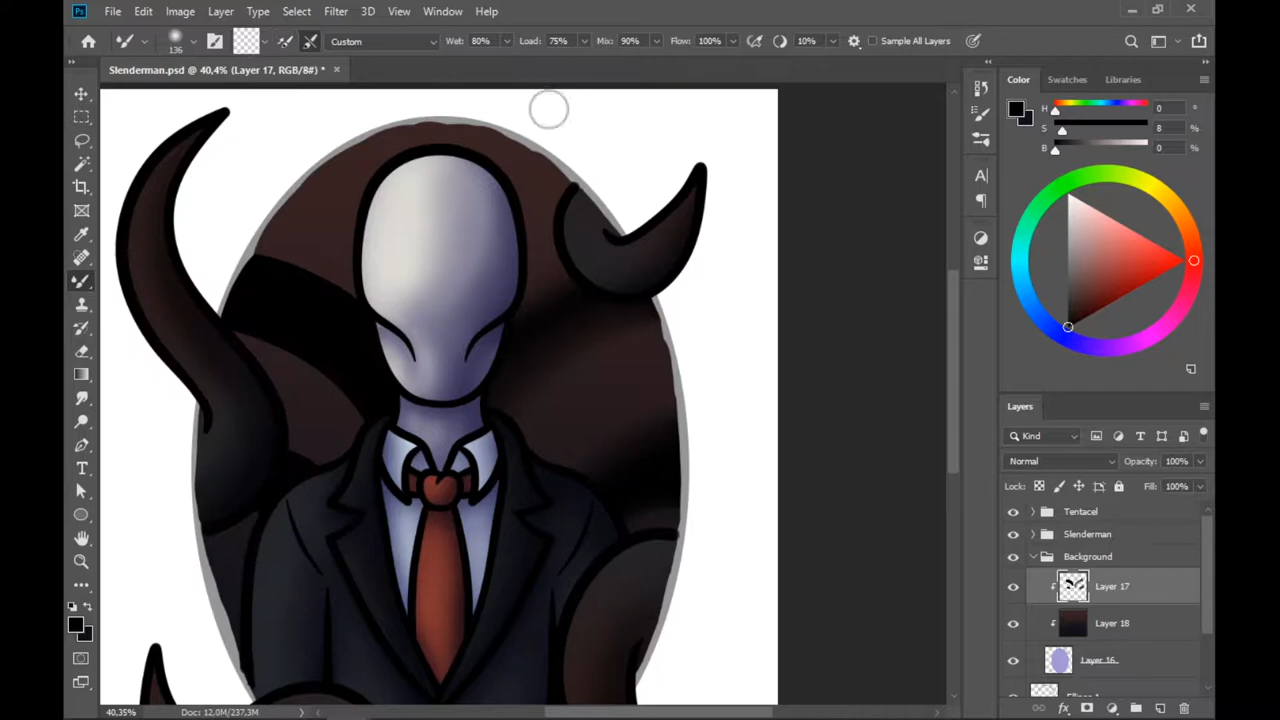 Ps File Edit Image Layer Type Select Filter 3D View Window Help
136 Custom Wet: 80% Load: 75% Mix: 90% Flow: 100% 10% Sample All Layers
Slenderman.psd @ 40,4% (Layer 17, RGB/8#) * ×
Color Swatches Libraries
H 0 °
S 8 %
B 0 %
Layers
Kind
Normal Opacity: 100%
Lock: Fill: 100%
Tentacel
Slenderman
Background
Layer 17
Layer 18
Layer 16
40,35% Doc: 12,0M/237,3M